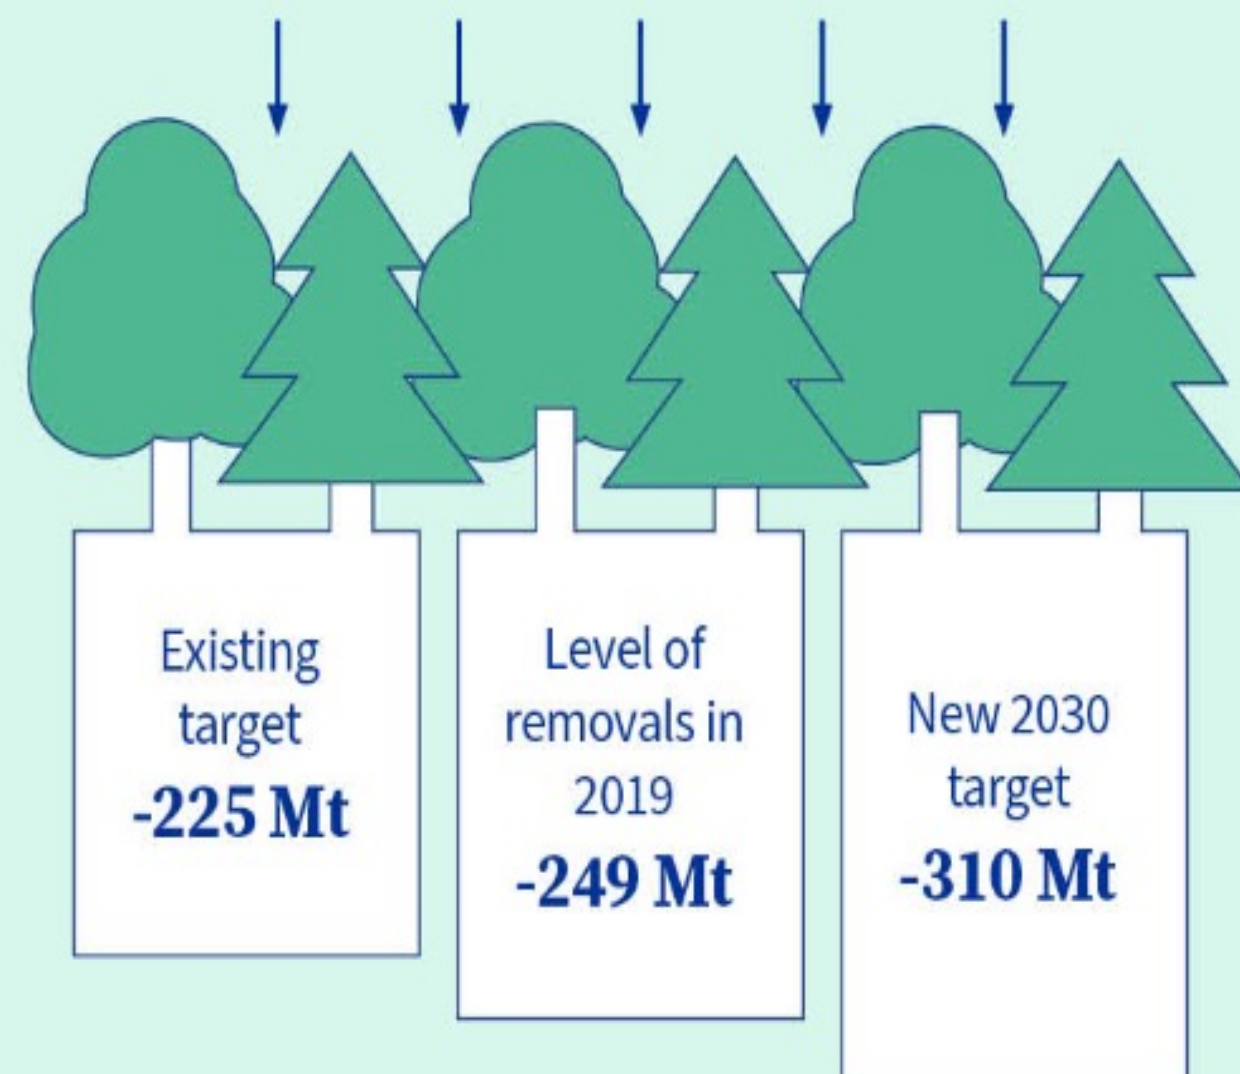 Existing
target
-225 Mt
Level of
removals in
2019
-249 Mt
New 2030
target
-310 Mt